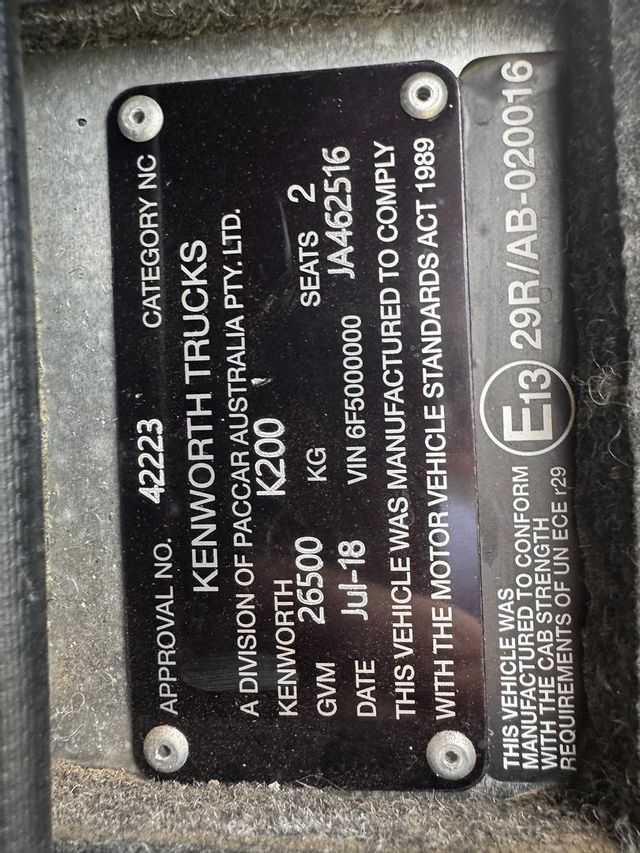 APPROVAL NO. 42223 CATEGORY NC
KENWORTH TRUCKS
A DIVISION OF PACCAR AUSTRALIA PTY. LTD.
KENWORTH K200
GVM 26500 KG SEATS 2
DATE Jul-18 VIN 6F5000000 JA462516
THIS VEHICLE WAS MANUFACTURED TO COMPLY
WITH THE MOTOR VEHICLE STANDARDS ACT 1989
THIS VEHICLE WAS
MANUFACTURED TO CONFORM
WITH THE CAB STRENGTH
REQUIREMENTS OF UN ECE r29
E13 29R/AB-020016